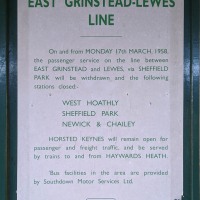 EAST GRINSTEAD-LEWES
LINE
On and from MONDAY 17th MARCH, 1958,
the passenger service on the line between
EAST GRINSTEAD and LEWES, via SHEFFIELD
PARK will be withdrawn and the following
stations closed:-
WEST HOATHLY
SHEFFIELD PARK
NEWICK & CHAILEY
HORSTED KEYNES will remain open for
passenger and freight traffic, and be served
by trains to and from HAYWARDS HEATH.
'Bus facilities in the area are provided
by Southdown Motor Services Ltd.